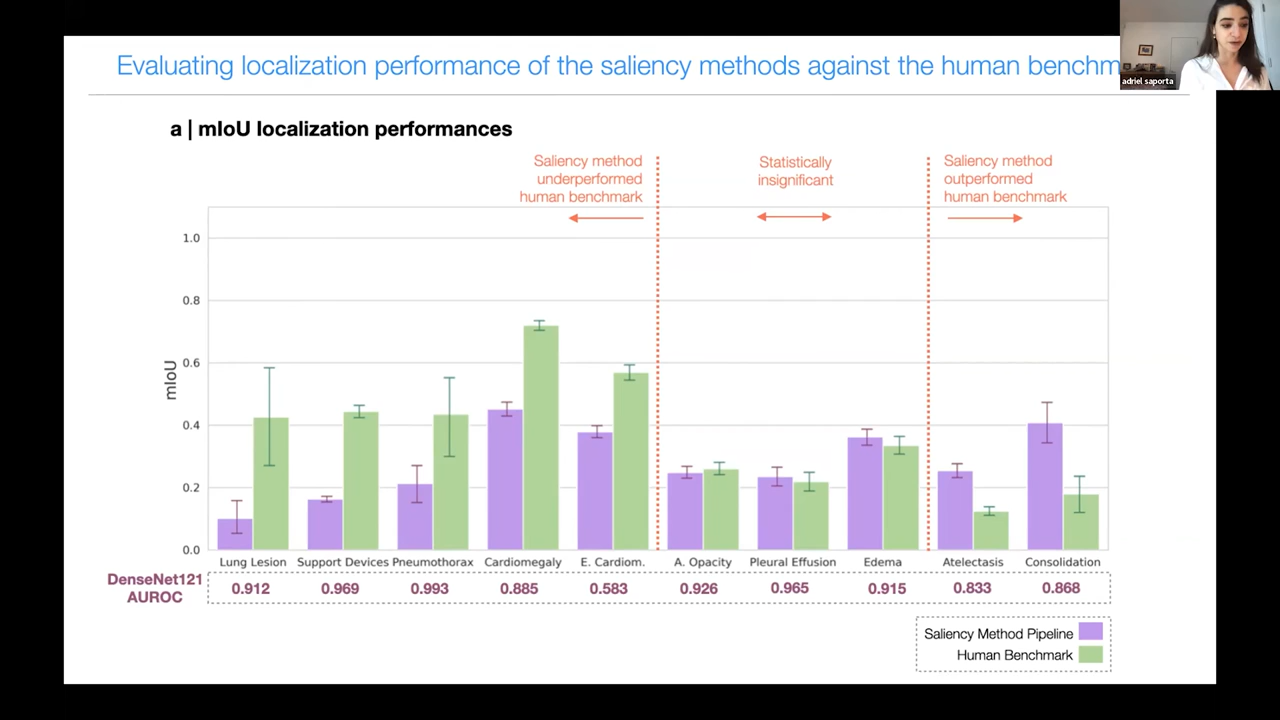 Evaluating localization performance of the saliency methods against the human benchm
adriel saporta
a | mIoU localization performances
Saliency method
underperformed
human benchmark
Statistically
insignificant
Saliency method
outperformed
human benchmark
mIoU
1.0
0.8
0.6
0.4
0.2
0.0
Lung Lesion Support Devices Pneumothorax Cardiomegaly E. Cardiom. A. Opacity Pleural Effusion Edema Atelectasis Consolidation
DenseNet121
AUROC
0.912 0.969 0.993 0.885 0.583 0.926 0.965 0.915 0.833 0.868
Saliency Method Pipeline
Human Benchmark